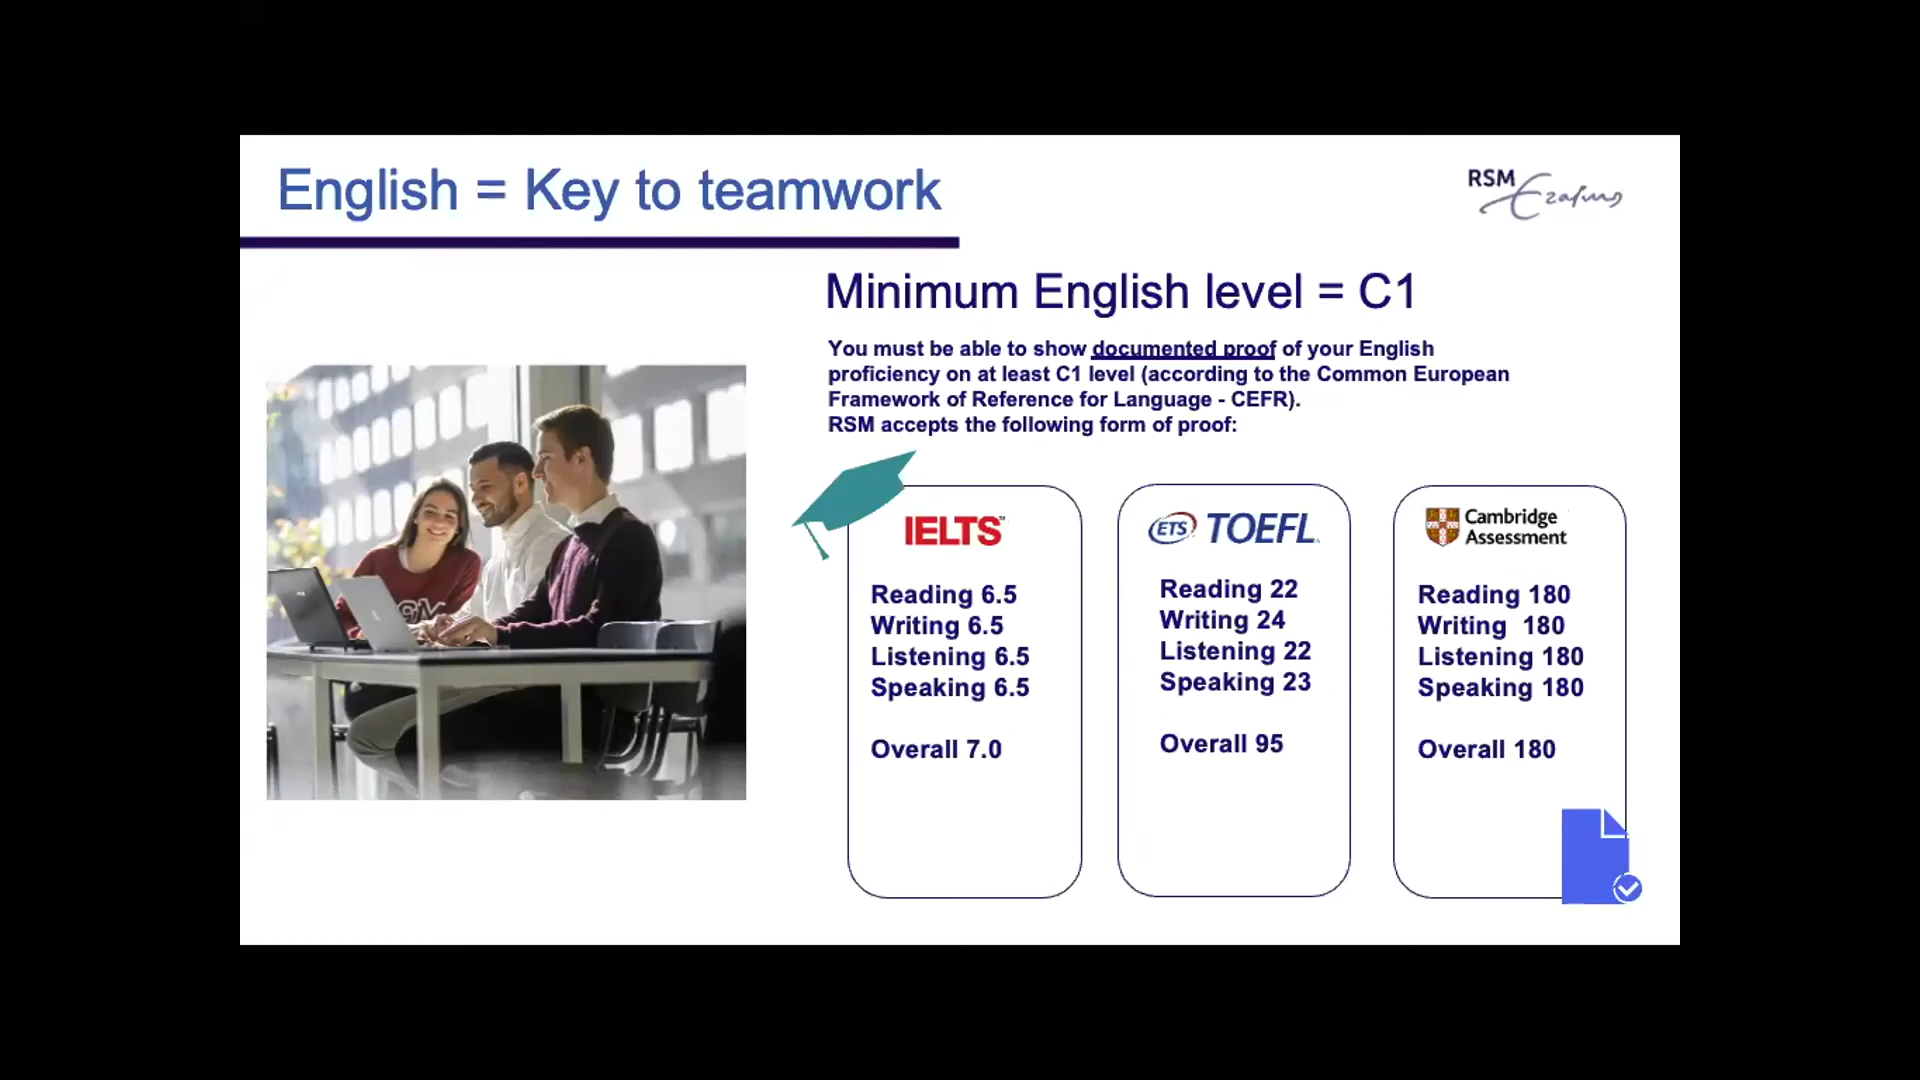 English = Key to teamwork
RSM Erasmus
Minimum English level = C1
You must be able to show documented proof of your English
proficiency on at least C1 level (according to the Common European
Framework of Reference for Language - CEFR).
RSM accepts the following form of proof:
IELTS™
Reading 6.5
Writing 6.5
Listening 6.5
Speaking 6.5
Overall 7.0
ETS TOEFL
Reading 22
Writing 24
Listening 22
Speaking 23
Overall 95
Cambridge
Assessment
Reading 180
Writing 180
Listening 180
Speaking 180
Overall 180